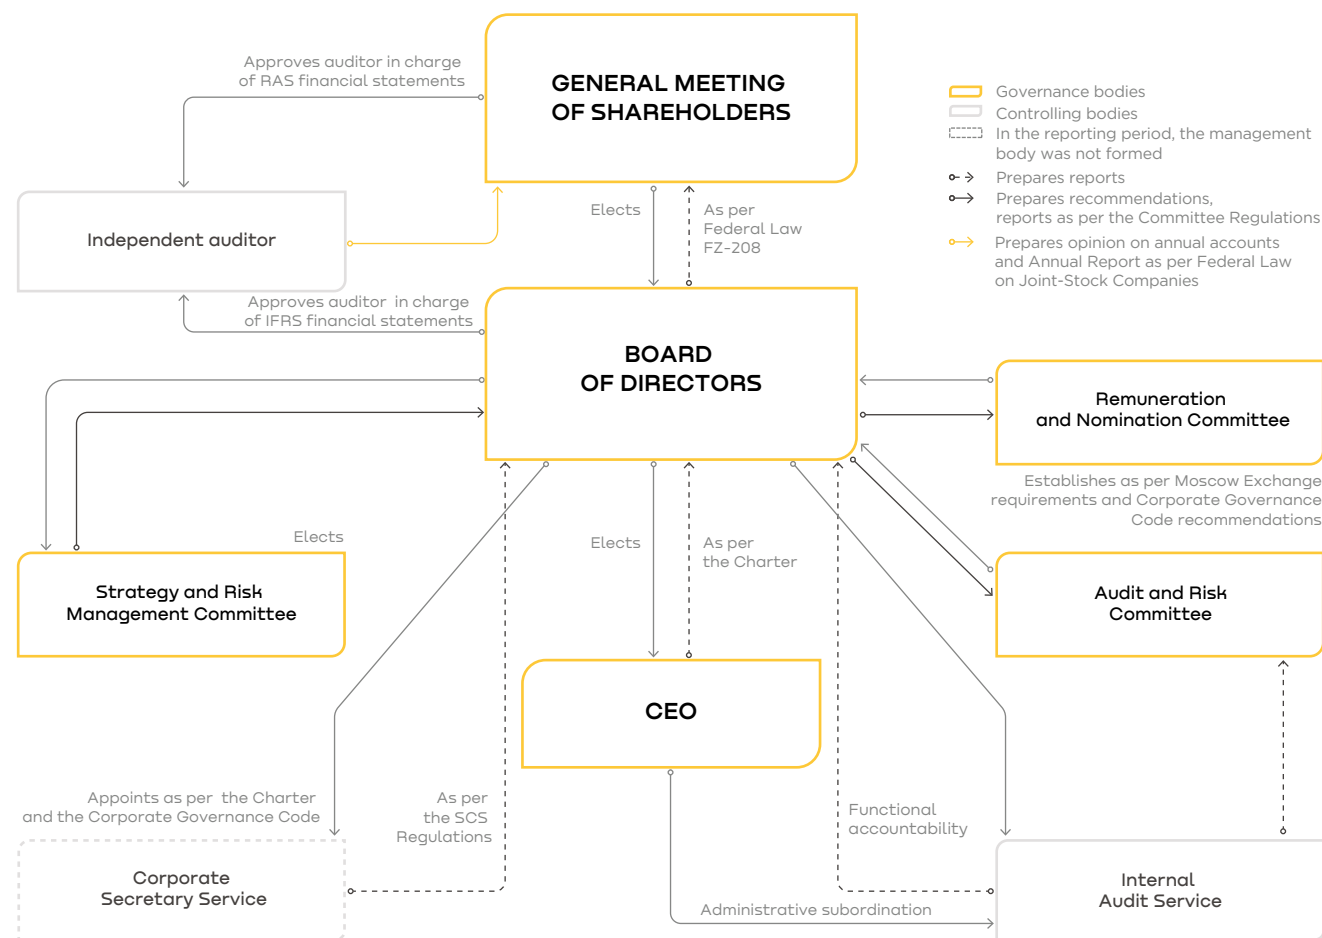 Approves auditor in charge
of RAS financial statements
GENERAL MEETING
OF SHAREHOLDERS
Governance bodies
Controlling bodies
In the reporting period, the management
body was not formed
Prepares reports
Prepares recommendations,
reports as per the Committee Regulations
Prepares opinion on annual accounts
and Annual Report as per Federal Law
on Joint-Stock Companies
Independent auditor
Elects
As per
Federal Law
FZ-208
Approves auditor in charge
of IFRS financial statements
BOARD
OF DIRECTORS
Remuneration
and Nomination Committee
Establishes as per Moscow Exchange
requirements and Corporate Governance
Code recommendations
Elects
Elects
As per
the Charter
Strategy and Risk
Management Committee
Audit and Risk
Committee
CEO
Appoints as per the Charter
and the Corporate Governance Code
As per
the SCS
Regulations
Functional
accountability
Corporate
Secretary Service
Internal
Audit Service
Administrative subordination